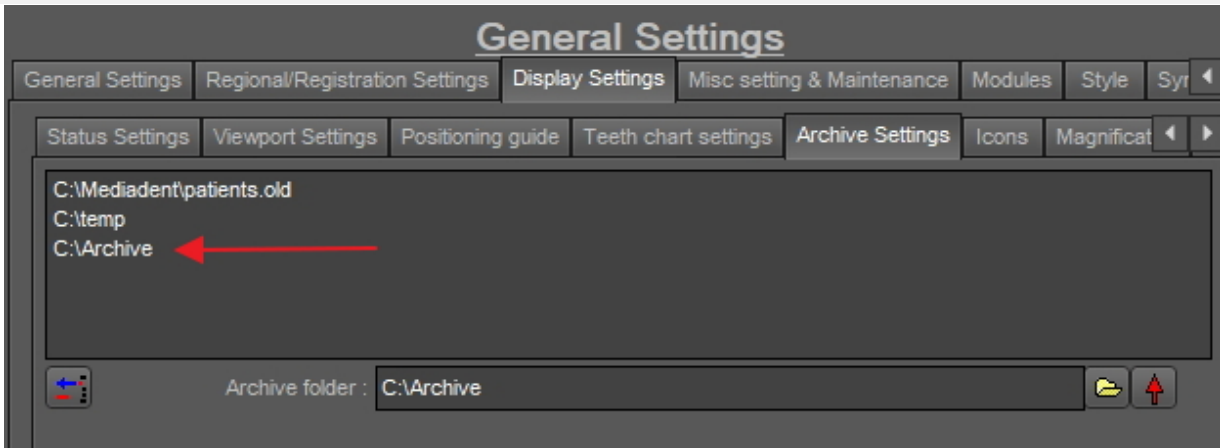 General Settings
General Settings Regional/Registration Settings Display Settings Misc setting & Maintenance Modules Style
Status Settings Viewport Settings Positioning guide Teeth chart settings Archive Settings Icons Magnificat
C:\Mediadent\patients.old
C:\temp
C:\Archive
Archive folder : C:\Archive